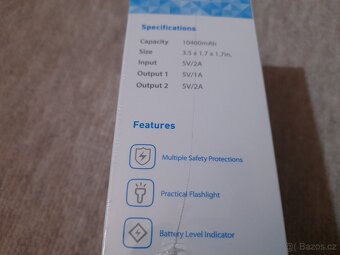 Specifications
Capacity 10400mAh
Size 3.5 x 1.7 x 1.7in.
Input 5V/2A
Output 1 5V/1A
Output 2 5V/2A
Features
Multiple Safety Protections
Practical Flashlight
Battery Level Indicator
Bazos.cz